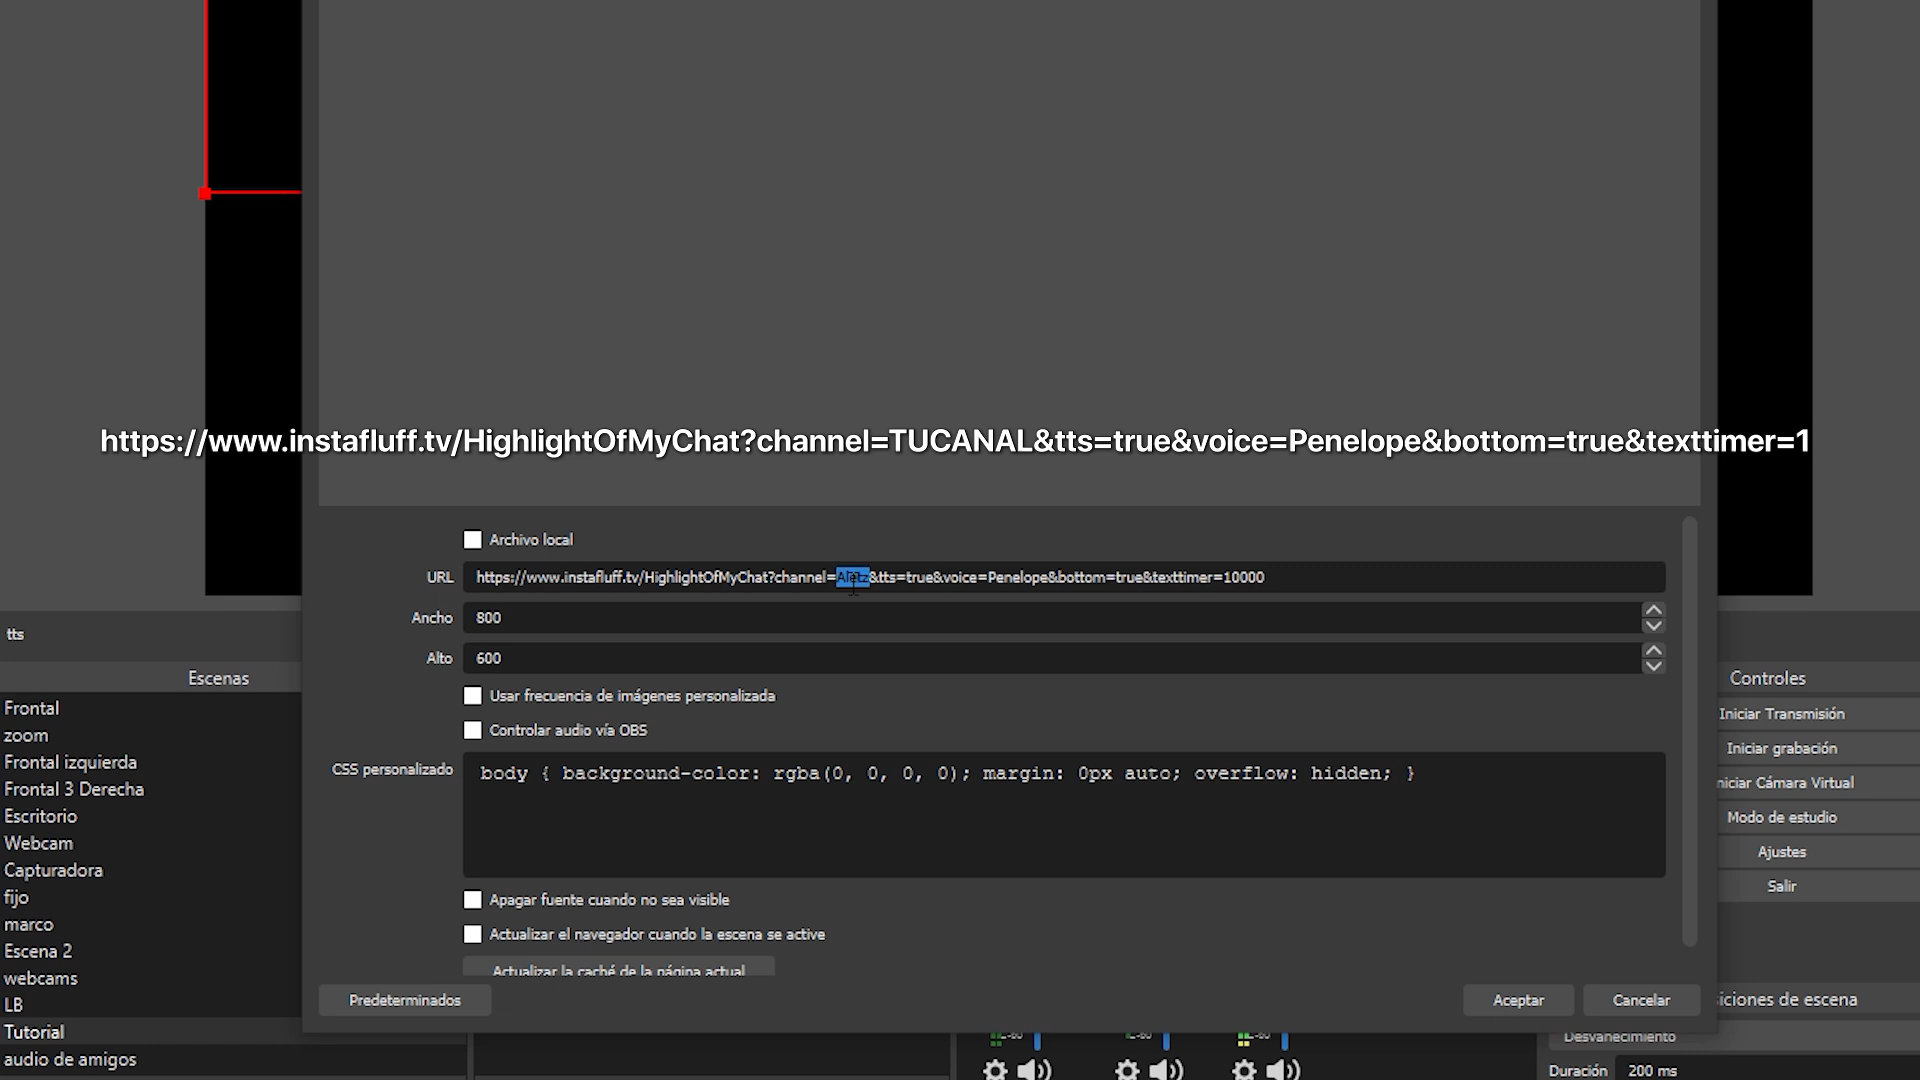 https://www.instafluff.tv/HighlightOfMyChat?channel=TUCANAL&tts=true&voice=Penelope&bottom=true&texttimer=1
Archivo local
URL https://www.instafluff.tv/HighlightOfMyChat?channel=Aletz&tts=true&voice=Penelope&bottom=true&texttimer=10000
Ancho 800
Alto 600
Usar frecuencia de imágenes personalizada
Controlar audio vía OBS
CSS personalizado body { background-color: rgba(0, 0, 0, 0); margin: 0px auto; overflow: hidden; }
Apagar fuente cuando no sea visible
Actualizar el navegador cuando la escena se active
Actualizar la caché de la página actual
Predeterminados
Aceptar
Cancelar
tts
Escenas
Frontal
zoom
Frontal izquierda
Frontal 3 Derecha
Escritorio
Webcam
Capturadora
fijo
marco
Escena 2
webcams
LB
Tutorial
audio de amigos
Controles
Iniciar Transmisión
Iniciar grabación
niciar Cámara Virtual
Modo de estudio
Ajustes
Salir
siciones de escena
Desvanecimiento
Duración 200 ms